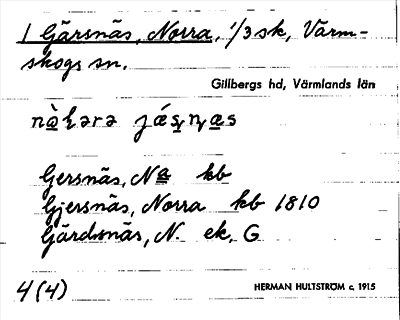 1 Gärsnäs, Norra, 1/3 sk, Värm-
skogs sn.
Gillbergs hd, Värmlands län
Gersnäs, Na kb
Gjersnäs, Norra kb 1810
Gärdsnäs, N. ek, G
4(4)
HERMAN HULTSTRÖM c. 1915